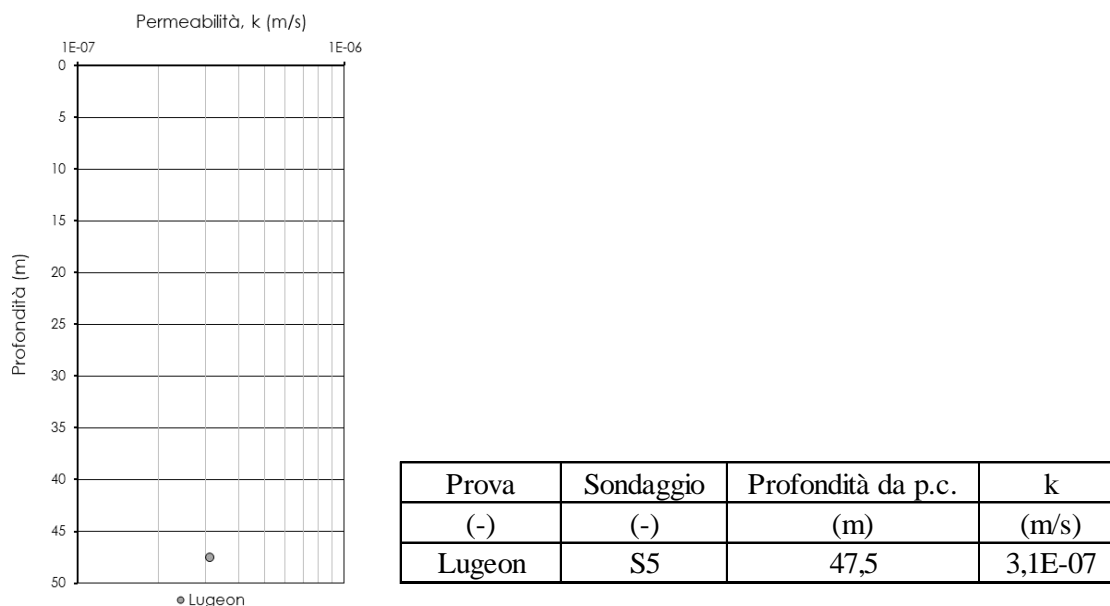 Permeabilità, k (m/s)
1E-07 1E-06
0
5
10
15
20
25
30
35
40
45
50
Profondità (m)
Lugeon
Prova Sondaggio Profondità da p.c. k
(-) (-) (m) (m/s)
Lugeon S5 47,5 3,1E-07